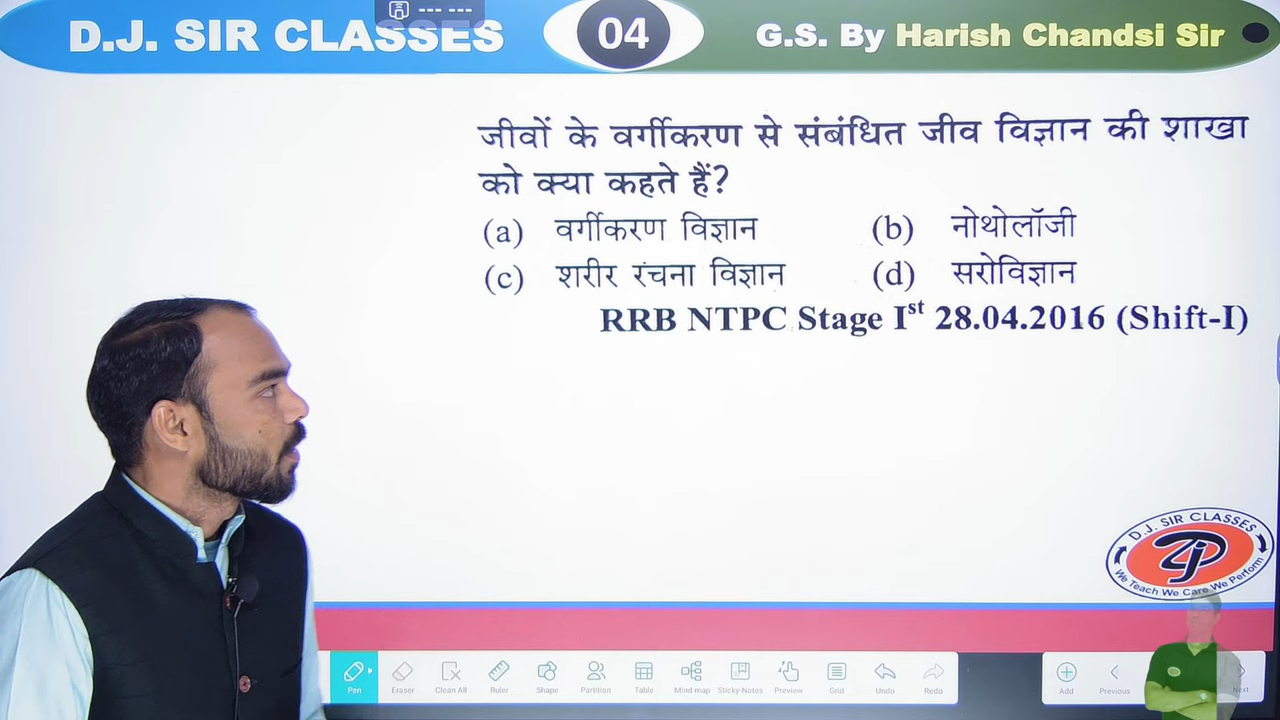 D.J. SIR CLASSES
04
G.S. By Harish Chandsi Sir
जीवों के वर्गीकरण से संबंधित जीव विज्ञान की शाखा
को क्या कहते हैं?
(a) वर्गीकरण विज्ञान (b) नोथोलॉजी
(c) शरीर रंचना विज्ञान (d) सरोविज्ञान
RRB NTPC Stage Ist 28.04.2016 (Shift-I)
D.J. SIR CLASSES
We Teach We Care We Perform
Pen Eraser Clean All Ruler Shape Partition Table Mind map Sticky-Notes Preview Grid Undo Redo Add Previous Next